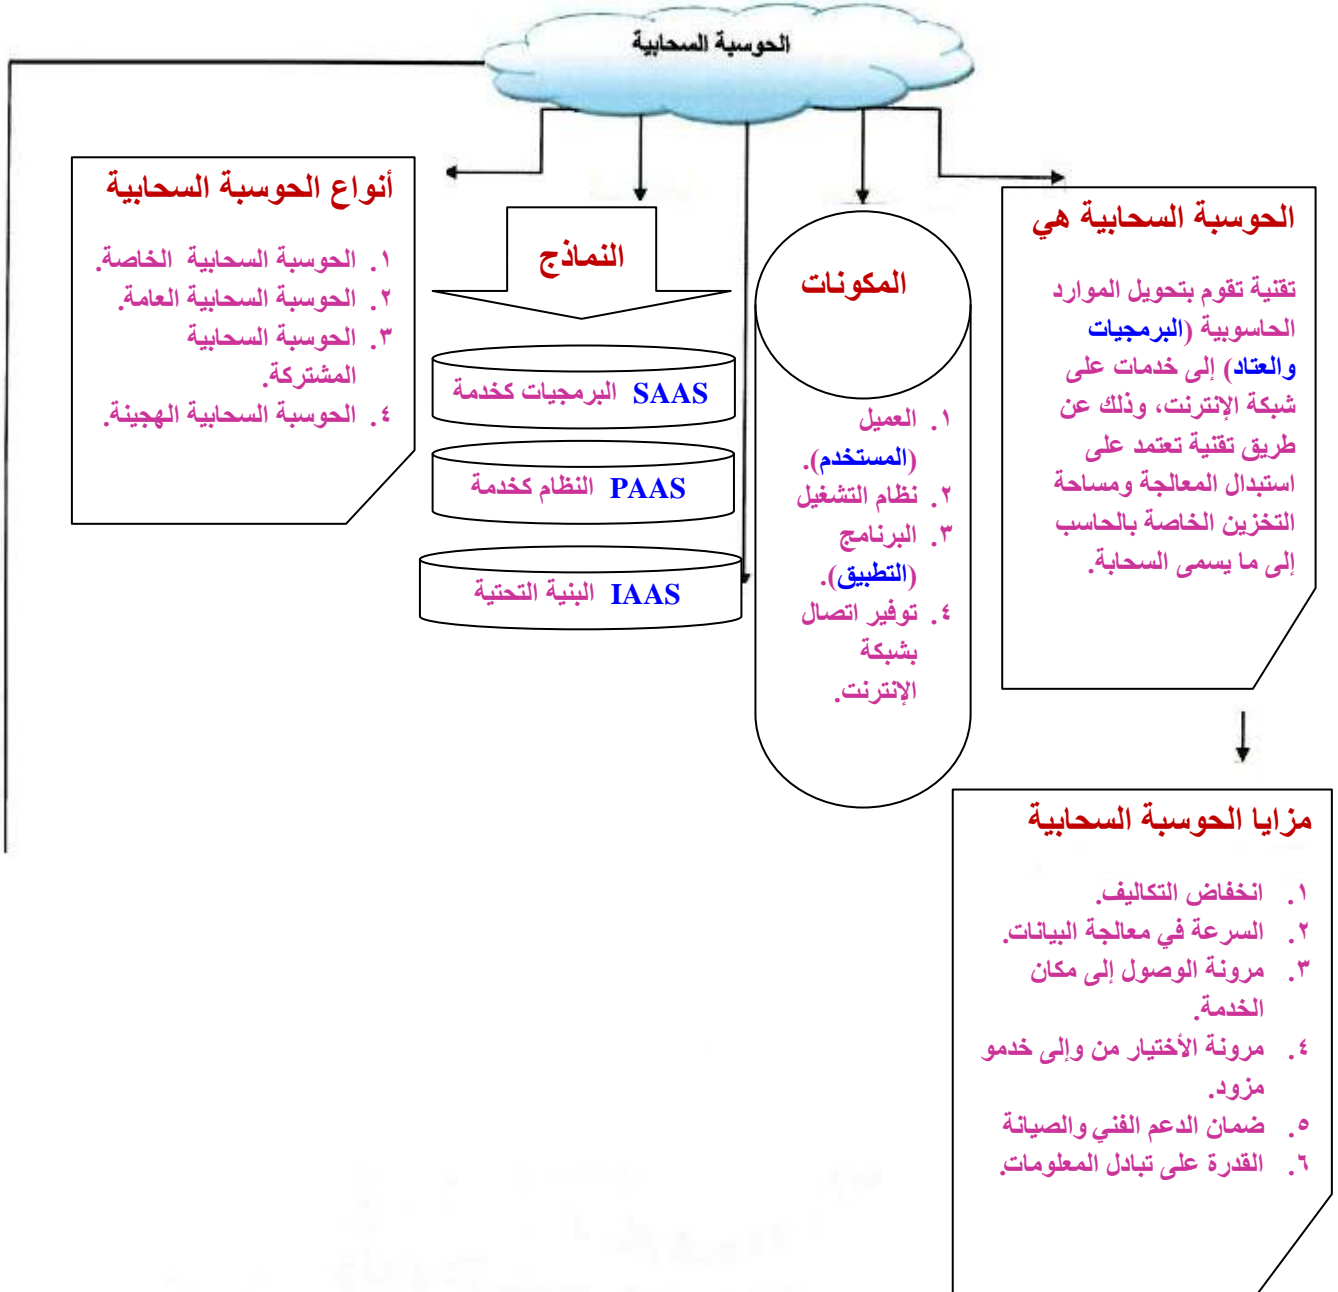 الحوسبة السحابية
الحوسبة السحابية هي
تقنية تقوم بتحويل الموارد
الحاسوبية (البرمجيات
والعتاد) إلى خدمات على
شبكة الإنترنت، وذلك عن
طريق تقنية تعتمد على
استبدال المعالجة ومساحة
التخزين الخاصة بالحاسب
إلى ما يسمى السحابة.
المكونات
١. العميل
(المستخدم).
٢. نظام التشغيل
٣. البرنامج
(التطبيق).
٤. توفير اتصال
بشبكة
الإنترنت.
النماذج
SAAS البرمجيات كخدمة
PAAS النظام كخدمة
IAAS البنية التحتية
أنواع الحوسبة السحابية
١. الحوسبة السحابية الخاصة.
٢. الحوسبة السحابية العامة.
٣. الحوسبة السحابية
المشتركة.
٤. الحوسبة السحابية الهجينة.
مزايا الحوسبة السحابية
١. انخفاض التكاليف.
٢. السرعة في معالجة البيانات.
٣. مرونة الوصول إلى مكان
الخدمة.
٤. مرونة الأختيار من وإلى خدمو
مزود.
٥. ضمان الدعم الفني والصيانة
٦. القدرة على تبادل المعلومات.